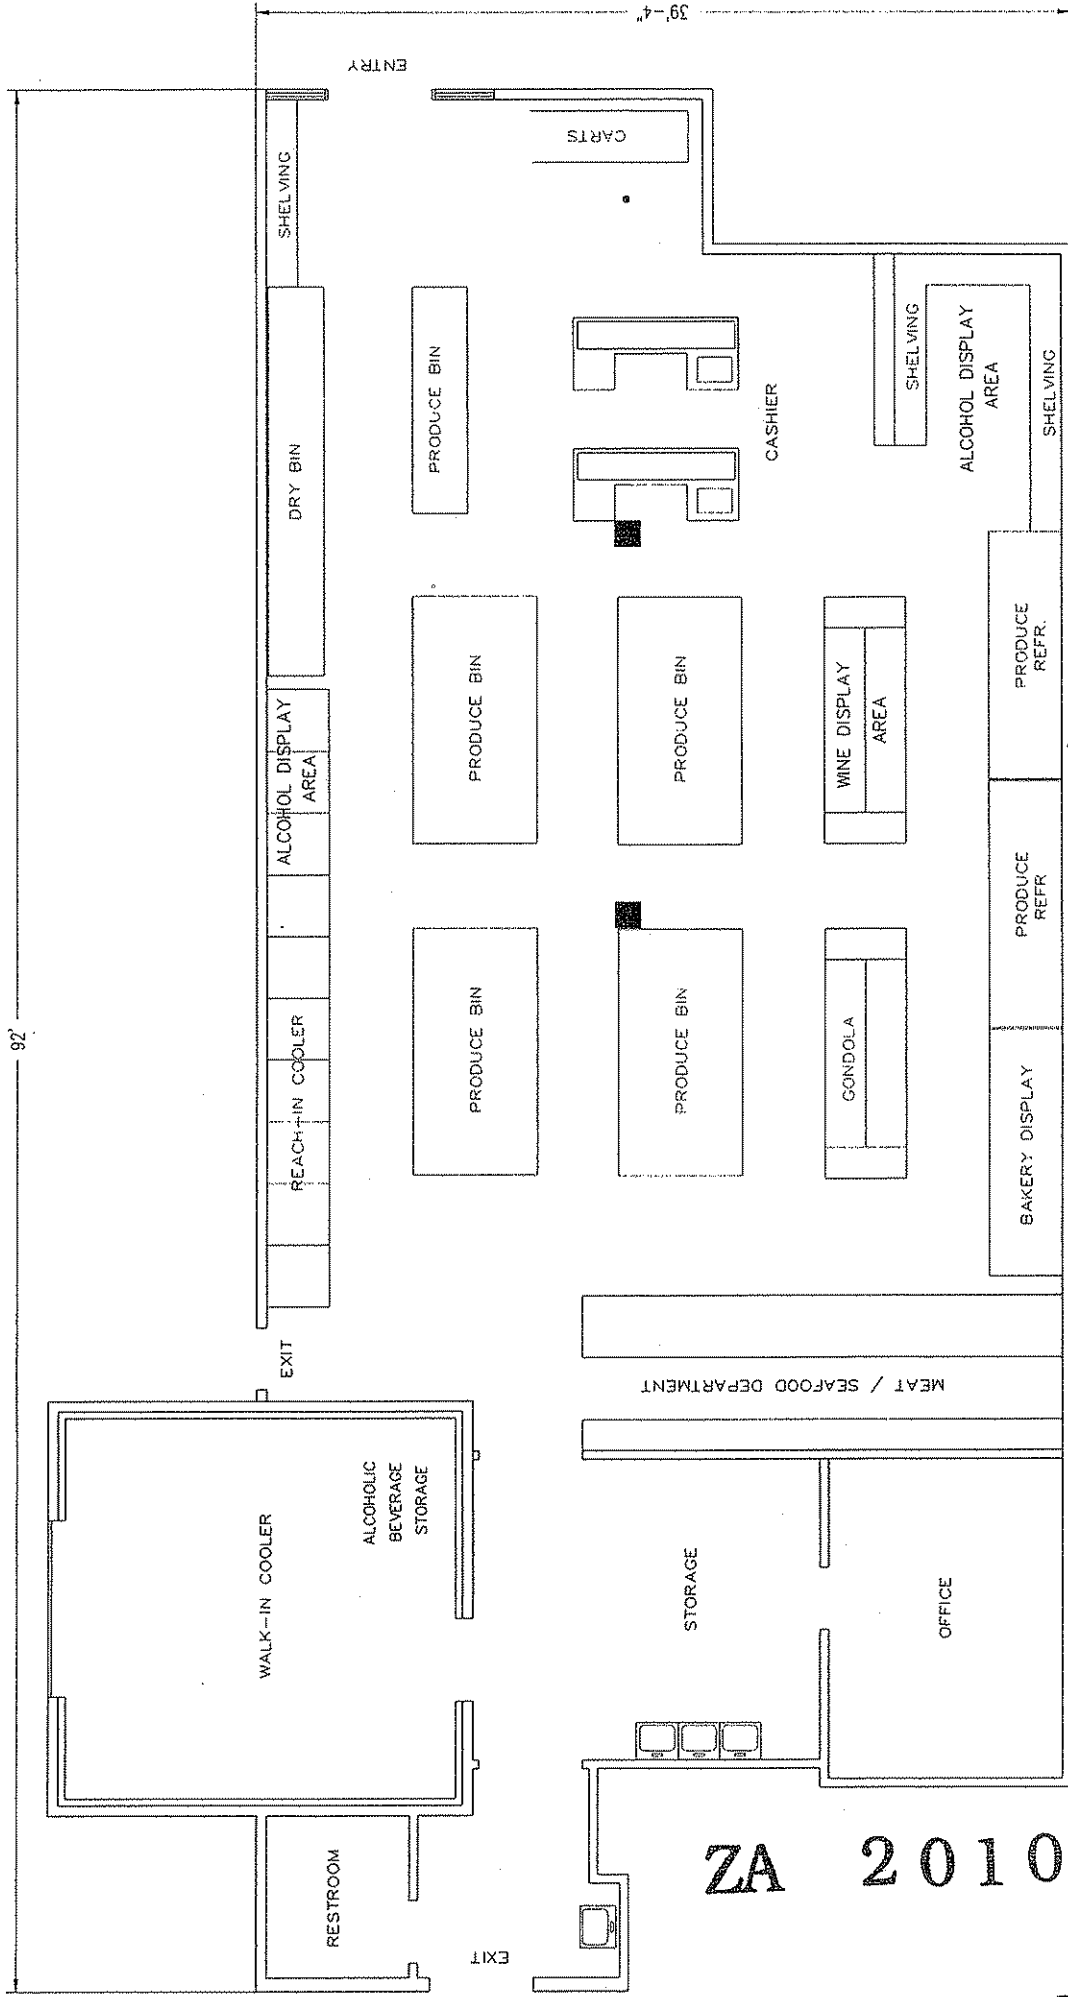 39'-4"
92'
ENTRY
SHELVING
CARTS
DRY BIN
PRODUCE BIN
CASHIER
SHELVING
ALCOHOL DISPLAY
AREA
SHELVING
ALCOHOL DISPLAY
AREA
PRODUCE BIN
PRODUCE BIN
WINE DISPLAY
AREA
PRODUCE
REFR.
REACH-IN COOLER
PRODUCE BIN
PRODUCE BIN
GONDOLA
PRODUCE
REFR
BAKERY DISPLAY
EXIT
MEAT / SEAFOOD DEPARTMENT
WALK-IN COOLER
ALCOHOLIC
BEVERAGE
STORAGE
STORAGE
OFFICE
RESTROOM
EXIT
ZA 2010